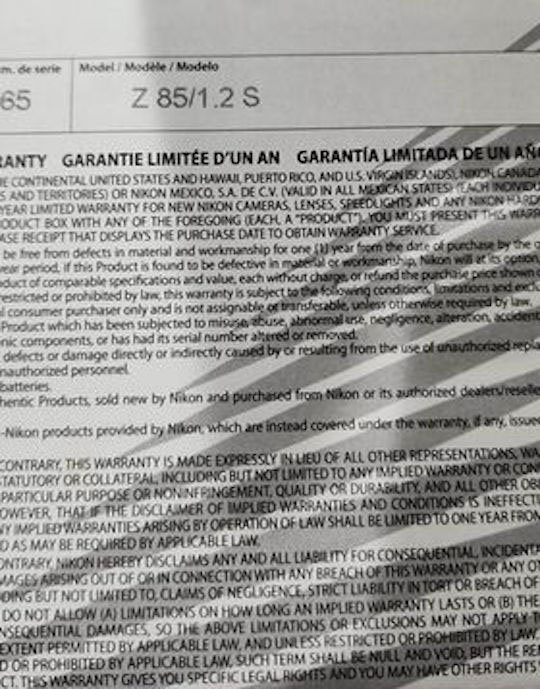 m. de serie Model / Modèle / Modelo
65 Z 85/1.2 S
RANTY GARANTIE LIMITÉE D'UN AN GARANTÍA LIMITADA DE UN AÑO
E CONTINENTAL UNITED STATES AND HAWAII, PUERTO RICO, AND U.S. VIRGIN ISLANDS), NIKON CANADA
S AND TERRITORIES) OR NIKON MEXICO, S.A. DE C.V. (VALID IN ALL MEXICAN STATES) (EACH INDIVIDU
YEAR LIMITED WARRANTY FOR NEW NIKON CAMERAS, LENSES, SPEEDLIGHTS AND ANY NIKON HARD
ODUCT BOX WITH ANY OF THE FOREGOING (EACH, A "PRODUCT"). YOU MUST PRESENT THIS WARR
ASE RECEIPT THAT DISPLAYS THE PURCHASE DATE TO OBTAIN WARRANTY SERVICE.
be free from defects in material and workmanship for one (1) year from the date of purchase by the o
year period, if this Product is found to be defective in material or workmanship, Nikon will at its option,
duct of comparable specifications and value, each without charge, or refund the purchase price shown o
restricted or prohibited by law, this warranty is subject to the following conditions, limitations and exclu
l consumer purchaser only and is not assignable or transferable, unless otherwise required by law.
Product which has been subjected to misuse, abuse, abnormal use, negligence, alteration, accident
nic components, or has had its serial number altered or removed.
defects or damage directly or indirectly caused by or resulting from the use of unauthorized repla
nauthorized personnel.
batteries.
hentic Products, sold new by Nikon and purchased from Nikon or its authorized dealers/reselle
-Nikon products provided by Nikon, which are instead covered under the warranty, if any, issue
CONTRARY, THIS WARRANTY IS MADE EXPRESSLY IN LIEU OF ALL OTHER REPRESENTATIONS, WA
STATUTORY OR COLLATERAL, INCLUDING BUT NOT LIMITED TO ANY IMPLIED WARRANTY OR CON
PARTICULAR PURPOSE OR NONINFRINGEMENT, QUALITY OR DURABILITY, AND ALL OTHER OB
OWEVER, THAT IF THE DISCLAIMER OF IMPLIED WARRANTIES AND CONDITIONS IS INEFFECTI
NY IMPLIED WARRANTIES ARISING BY OPERATION OF LAW SHALL BE LIMITED TO ONE YEAR FROM
D AS MAY BE REQUIRED BY APPLICABLE LAW.
ONTRARY, NIKON HEREBY DISCLAIMS ANY AND ALL LIABILITY FOR CONSEQUENTIAL, INCIDENTA
MAGES ARISING OUT OF OR IN CONNECTION WITH ANY BREACH OF THIS WARRANTY OR ANY OT
DING BUT NOT LIMITED TO, CLAIMS OF NEGLIGENCE, STRICT LIABILITY IN TORT OR BREACH OF
DO NOT ALLOW (A) LIMITATIONS ON HOW LONG AN IMPLIED WARRANTY LASTS OR (B) THE
NSEQUENTIAL DAMAGES, SO THE ABOVE LIMITATIONS OR EXCLUSIONS MAY NOT APPLY T
EXTENT PERMITTED BY APPLICABLE LAW, AND UNLESS RESTRICTED OR PROHIBITED BY LAW,
D OR PROHIBITED BY APPLICABLE LAW, SUCH TERM SHALL BE NULL AND VOID, BUT THE RE
CT. THIS WARRANTY GIVES YOU SPECIFIC LEGAL RIGHTS AND YOU MAY HAVE OTHER RIGHTS